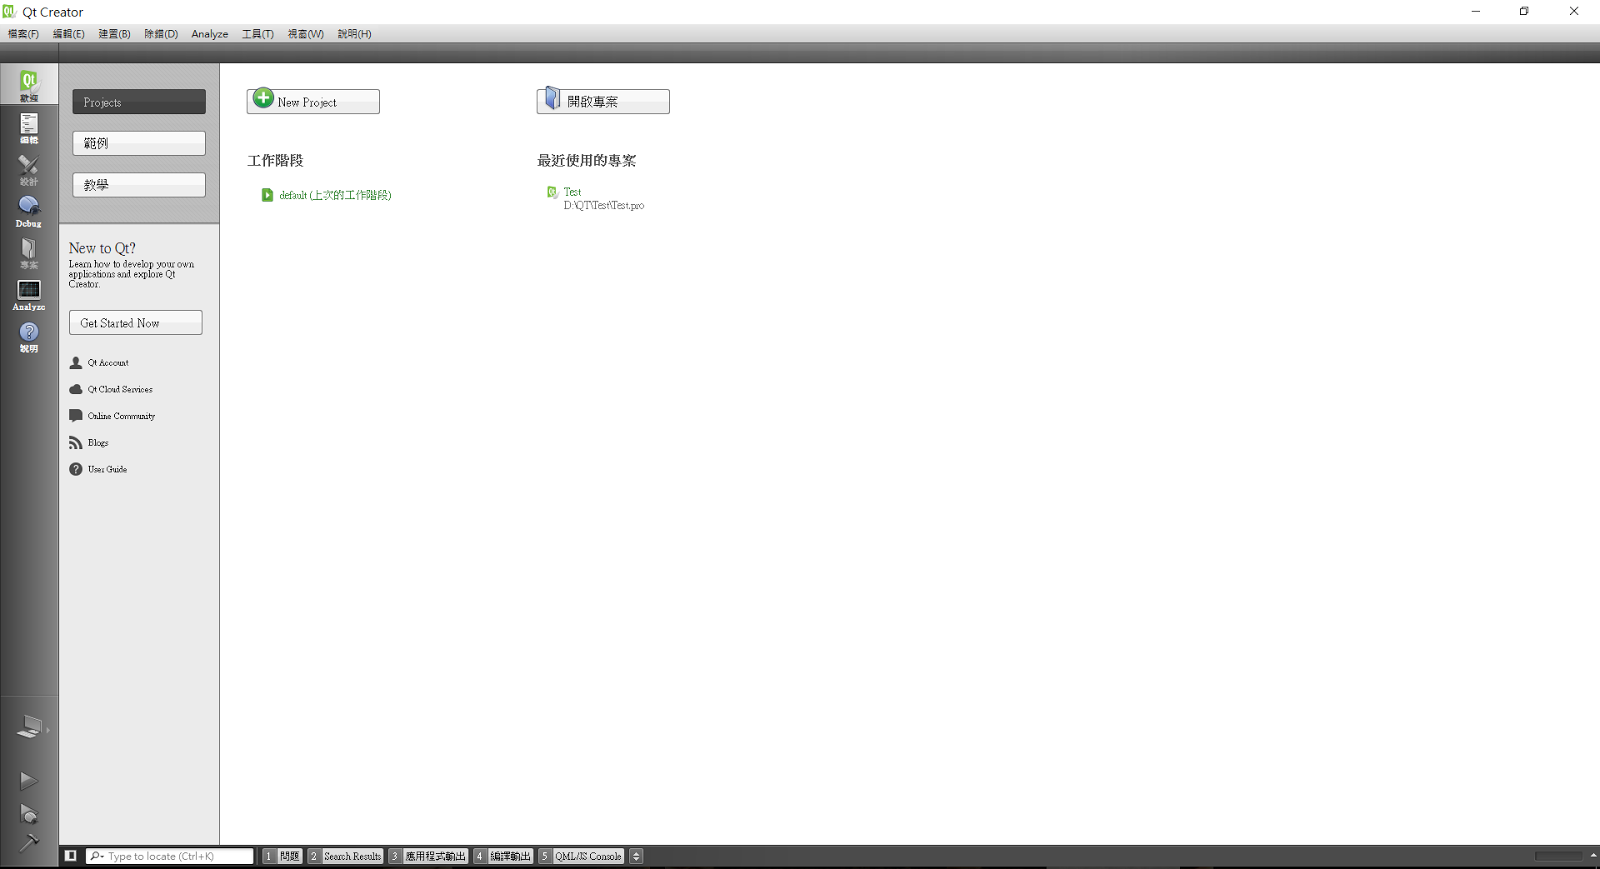 Qt Creator
檔案(F) 編輯(E) 建置(B) 除錯(D) Analyze 工具(T) 視窗(W) 說明(H)
Qt
歡迎
編輯
設計
Debug
專案
Analyze
說明
Projects
範例
教學
New to Qt?
Learn how to develop your own
applications and explore Qt
Creator.
Get Started Now
Qt Account
Qt Cloud Services
Online Community
Blogs
User Guide
New Project
開啟專案
工作階段
default (上次的工作階段)
最近使用的專案
Test
D:\QT\Test\Test.pro
Type to locate (Ctrl+K)
1 問題 2 Search Results 3 應用程式輸出 4 編譯輸出 5 QML/JS Console